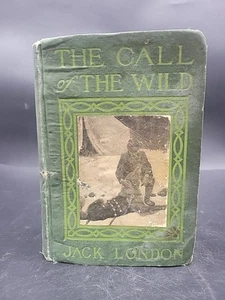 THE CALL
of THE WILD
JACK LONDON